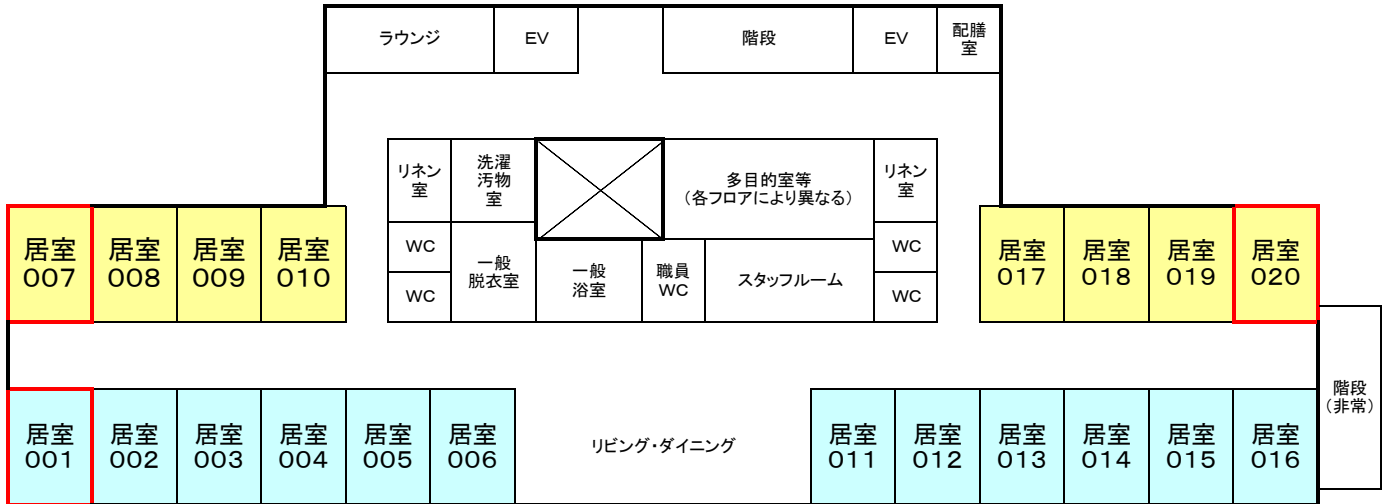 ラウンジ
EV
階段
EV
配膳
室
リネン
室
洗濯
汚物
室
多目的室等
(各フロアにより異なる)
リネン
室
居室
007
居室
008
居室
009
居室
010
WC
WC
一般
脱衣室
一般
浴室
職員
WC
スタッフルーム
WC
WC
居室
017
居室
018
居室
019
居室
020
階段
(非常)
居室
001
居室
002
居室
003
居室
004
居室
005
居室
006
リビング・ダイニング
居室
011
居室
012
居室
013
居室
014
居室
015
居室
016